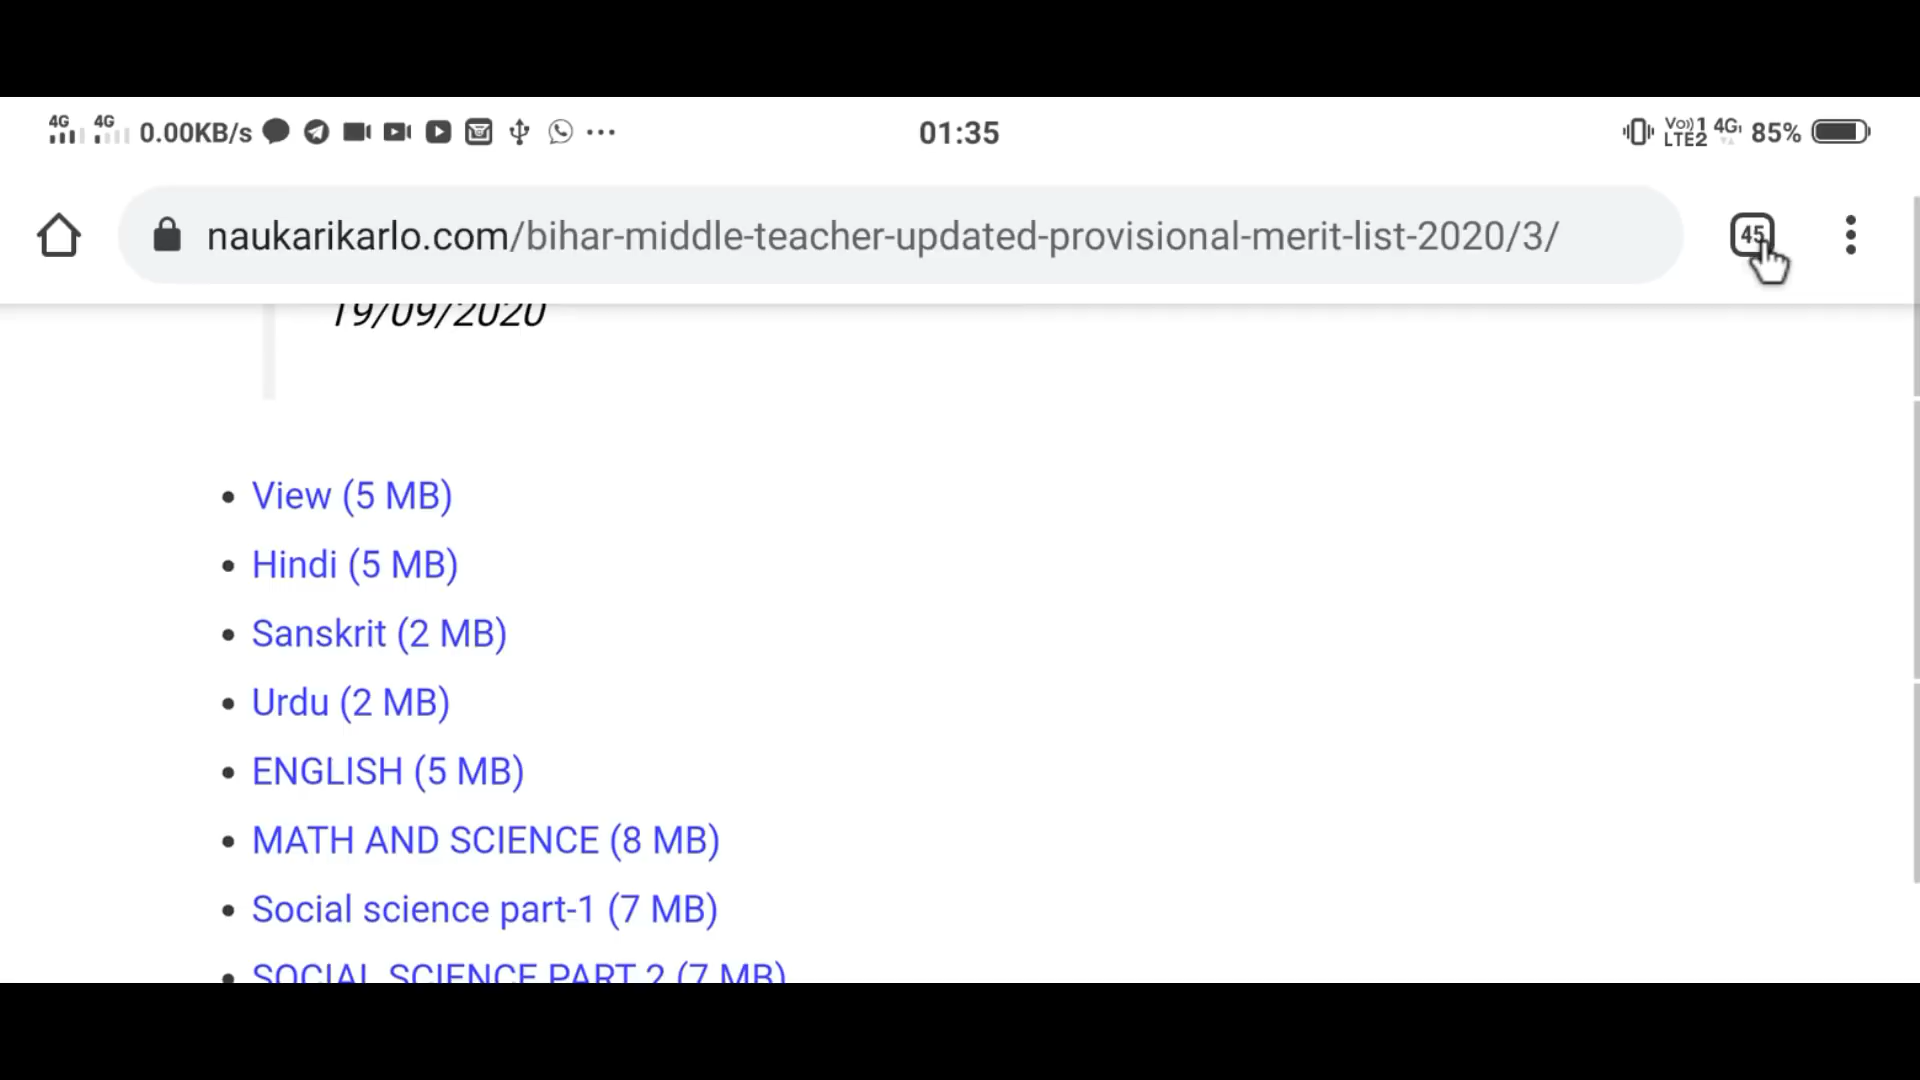 4G 4G 0.00KB/s 01:35 Vo)) 1 LTE2 4G 85%
naukarikarlo.com/bihar-middle-teacher-updated-provisional-merit-list-2020/3/ 45
19/09/2020
• View (5 MB)
• Hindi (5 MB)
• Sanskrit (2 MB)
• Urdu (2 MB)
• ENGLISH (5 MB)
• MATH AND SCIENCE (8 MB)
• Social science part-1 (7 MB)
• SOCIAL SCIENCE PART 2 (7 MB)